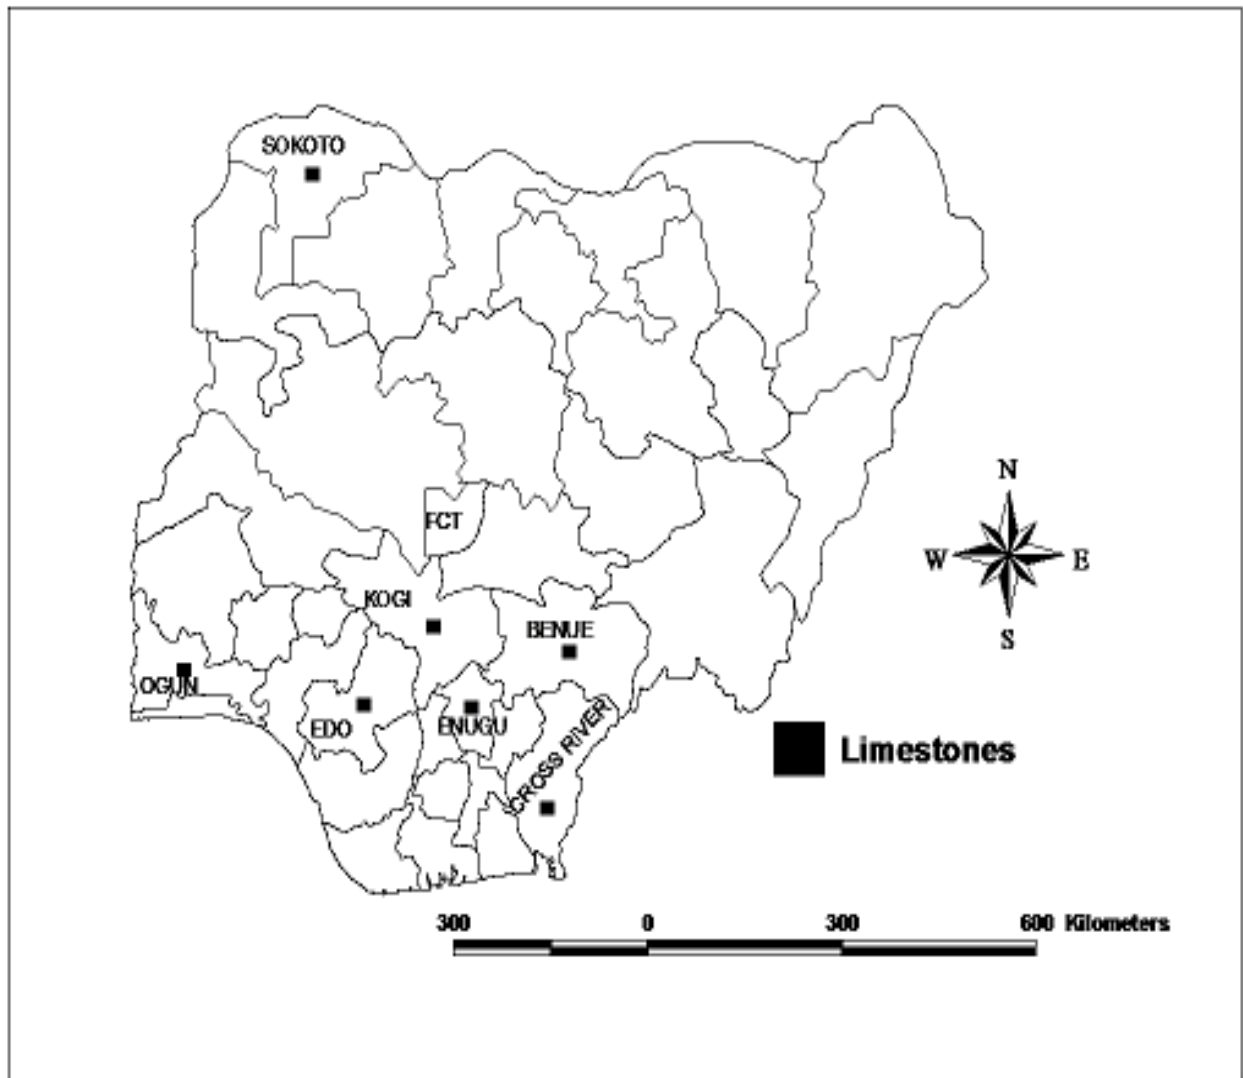 SOKOTO
N
FCT
W
E
KOGI
BENUE
S
OGUN
EDO
ENUGU
CROSS RIVER
Limestones
300 0 300 600 Kilometers